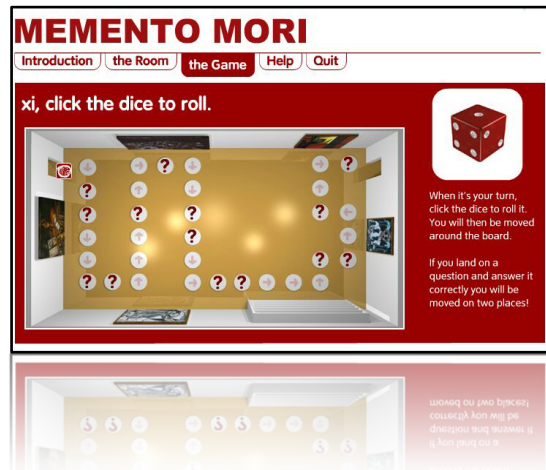 MEMENTO MORI
Introduction the Room the Game Help Quit
xi, click the dice to roll.
? 
? ?
?
? ? ?
?
? ?
? ? ? ? 
When it's your turn,
click the dice to roll it.
You will then be moved
around the board.
If you land on a
question and answer it
correctly you will be
moved on two places!